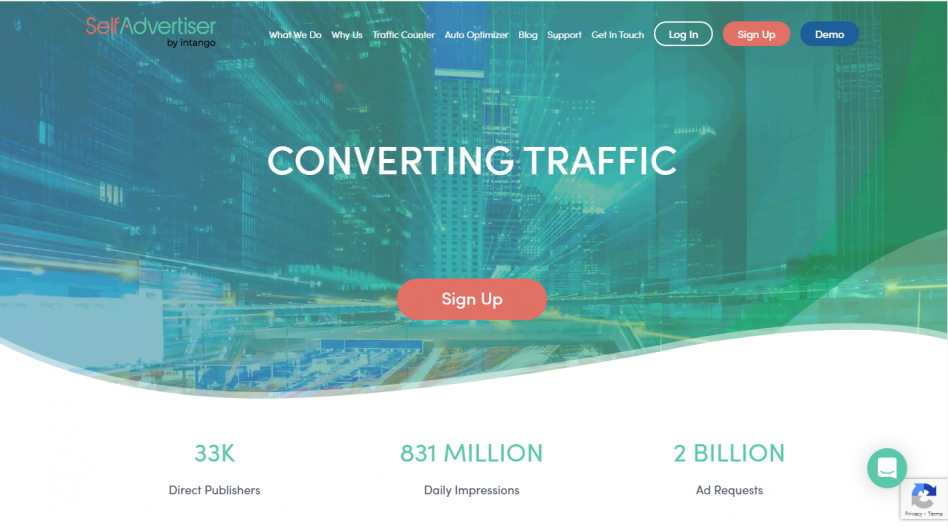 SelfAdvertiser
by intango
What We Do Why Us Traffic Counter Auto Optimizer Blog Support Get In Touch Log In Sign Up Demo
CONVERTING TRAFFIC
Sign Up
33K 831 MILLION 2 BILLION
Direct Publishers Daily Impressions Ad Requests
Privacy - Terms